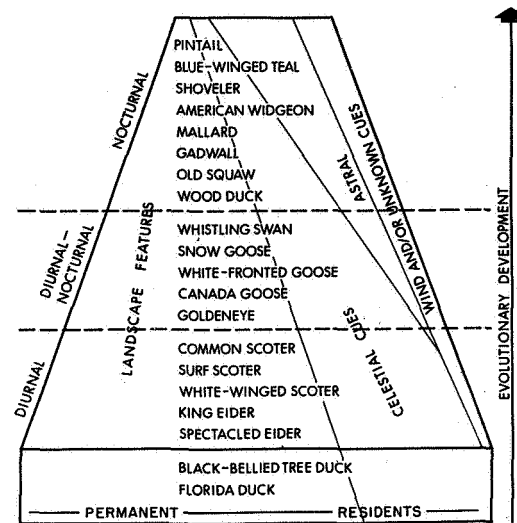 PINTAIL
BLUE-WINGED TEAL
SHOVELER
AMERICAN WIDGEON
MALLARD
GADWALL
OLD SQUAW
WOOD DUCK
WHISTLING SWAN
SNOW GOOSE
WHITE-FRONTED GOOSE
CANADA GOOSE
GOLDENEYE
COMMON SCOTER
SURF SCOTER
WHITE-WINGED SCOTER
KING EIDER
SPECTACLED EIDER
BLACK-BELLIED TREE DUCK
FLORIDA DUCK
PERMANENT RESIDENTS
NOCTURNAL
DIURNAL-
NOCTURNAL
DIURNAL
LANDSCAPE FEATURES
CELESTIAL CUES
ASTRAL
WIND AND/OR UNKNOWN CUES
EVOLUTIONARY DEVELOPMENT